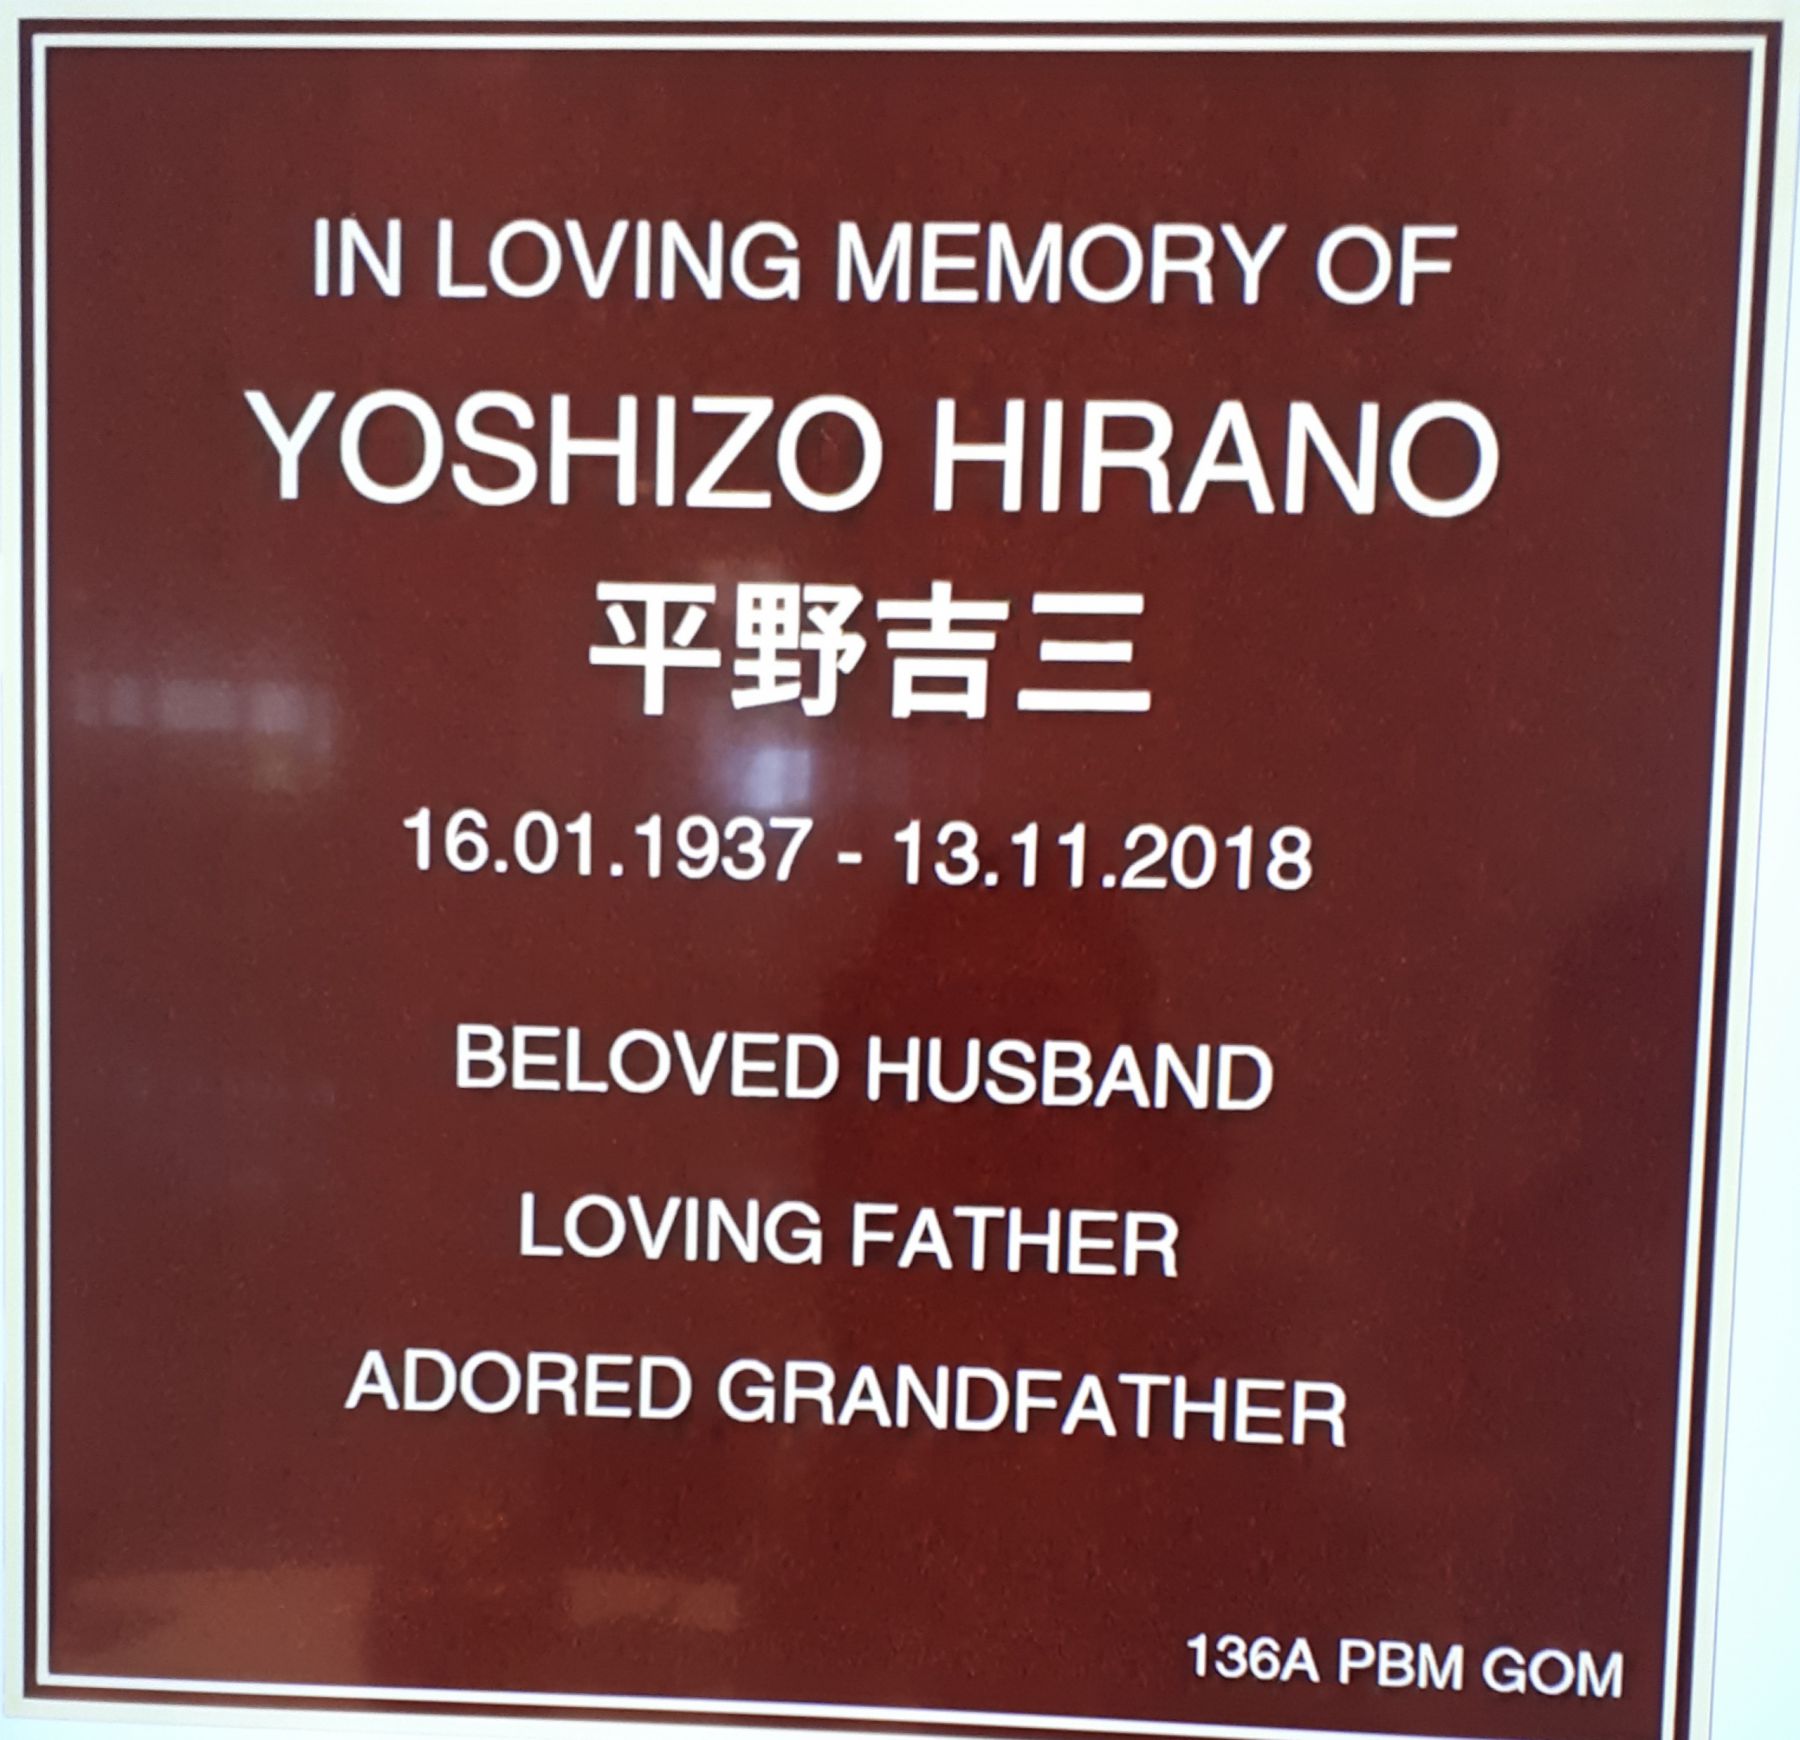 IN LOVING MEMORY OF
YOSHIZO HIRANO
平野吉三
16.01.1937 - 13.11.2018
BELOVED HUSBAND
LOVING FATHER
ADORED GRANDFATHER
136A PBM GOM